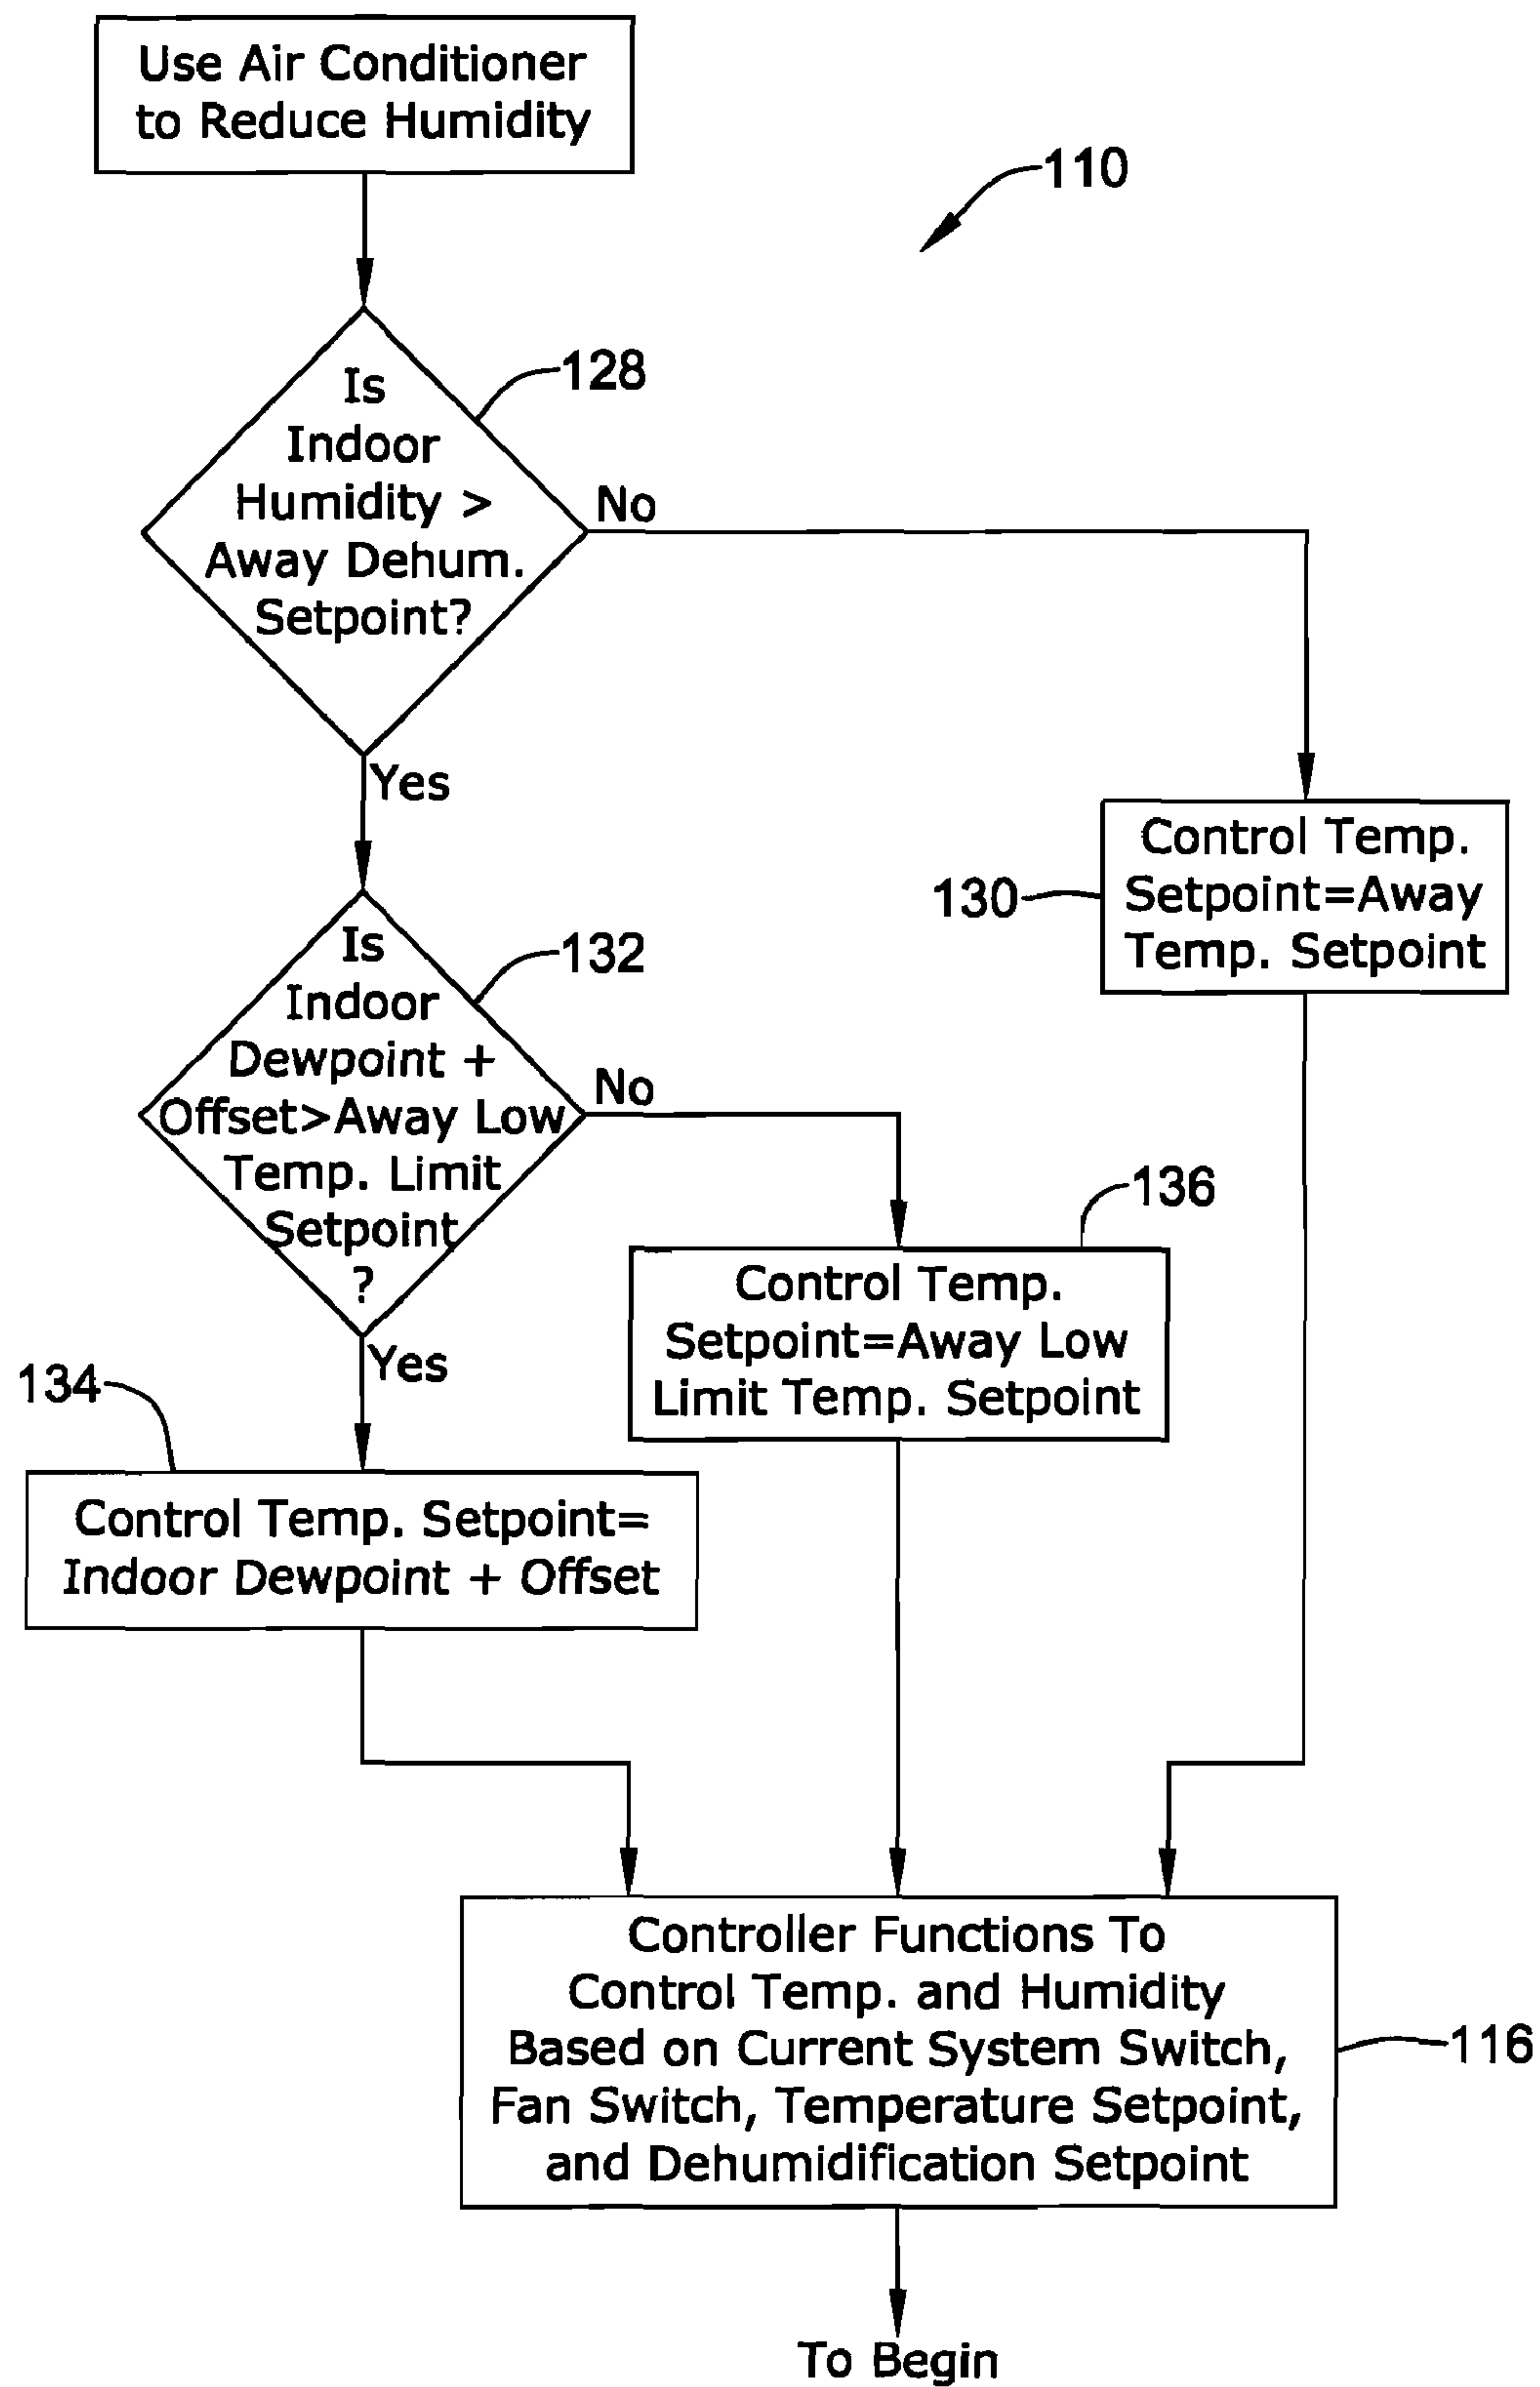 Use Air Conditioner
to Reduce Humidity
110
128
Is
Indoor
Humidity >
Away Dehum.
Setpoint?
No
Yes
130
Control Temp.
Setpoint=Away
Temp. Setpoint
132
Is
Indoor
Dewpoint +
Offset>Away Low
Temp. Limit
Setpoint
?
No
Yes
136
Control Temp.
Setpoint=Away Low
Limit Temp. Setpoint
134
Control Temp. Setpoint=
Indoor Dewpoint + Offset
Controller Functions To
Control Temp. and Humidity
Based on Current System Switch,
Fan Switch, Temperature Setpoint,
and Dehumidification Setpoint
116
To Begin